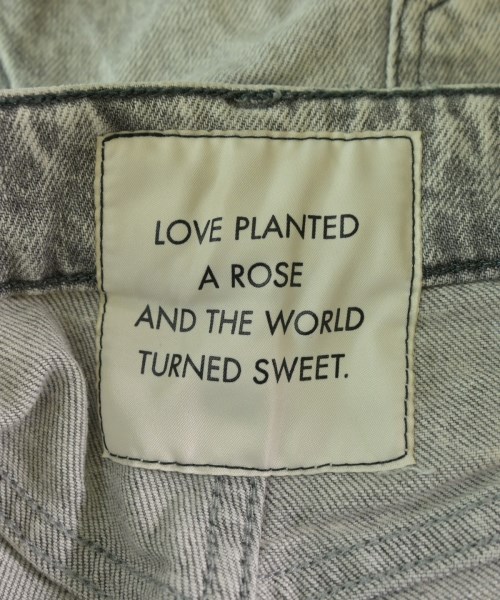 LOVE PLANTED
A ROSE
AND THE WORLD
TURNED SWEET.